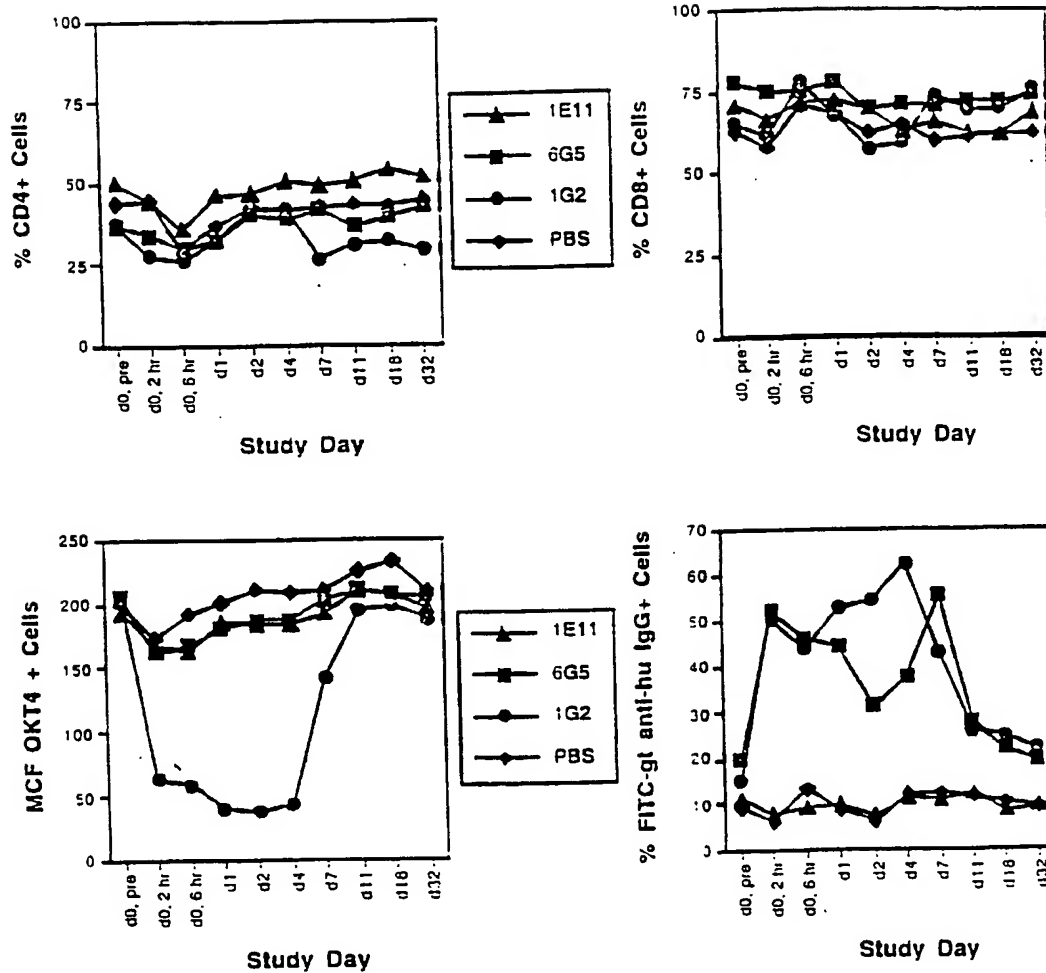 % CD4+ Cells
100
75
50
25
0
d0, pre
d0, 2 hr
d0, 6 hr
d1
d2
d4
d7
d11
d18
d32
Study Day
1E11
6G5
1G2
PBS
% CD8+ Cells
100
75
50
25
0
d0, pre
d0, 2 hr
d0, 6 hr
d1
d2
d4
d7
d11
d18
d32
Study Day
MCF OKT4 + Cells
250
200
150
100
50
0
d0, pre
d0, 2 hr
d0, 6 hr
d1
d2
d4
d7
d11
d18
d32
Study Day
1E11
6G5
1G2
PBS
% FITC-gt anti-hu IgG+ Cells
70
60
50
40
30
20
10
0
d0, pre
d0, 2 hr
d0, 6 hr
d1
d2
d4
d7
d11
d18
d32
Study Day